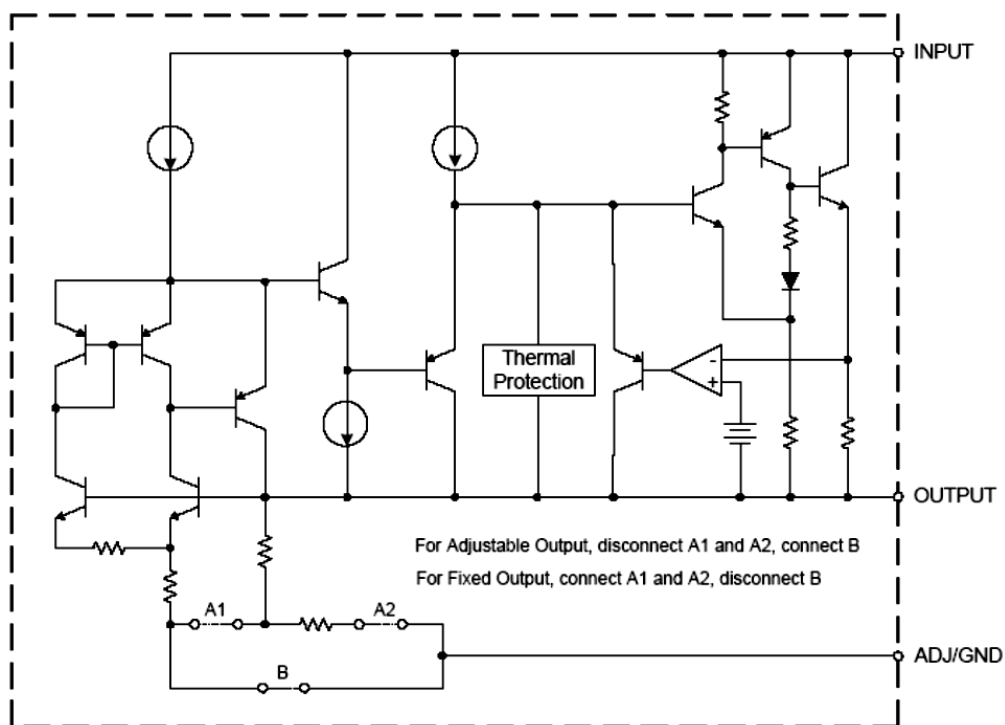 INPUT
Thermal
Protection
-
+
OUTPUT
For Adjustable Output, disconnect A1 and A2, connect B
For Fixed Output, connect A1 and A2, disconnect B
A1
A2
ADJ/GND
B